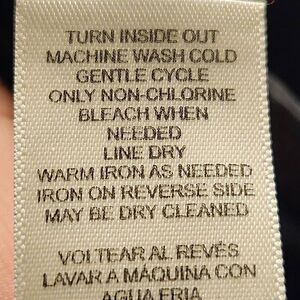 TURN INSIDE OUT
MACHINE WASH COLD
GENTLE CYCLE
ONLY NON-CHLORINE
BLEACH WHEN
NEEDED
LINE DRY
WARM IRON AS NEEDED
IRON ON REVERSE SIDE
MAY BE DRY CLEANED
VOLTEAR AL REVÉS
LAVAR A MÁQUINA CON
AGUA FRIA